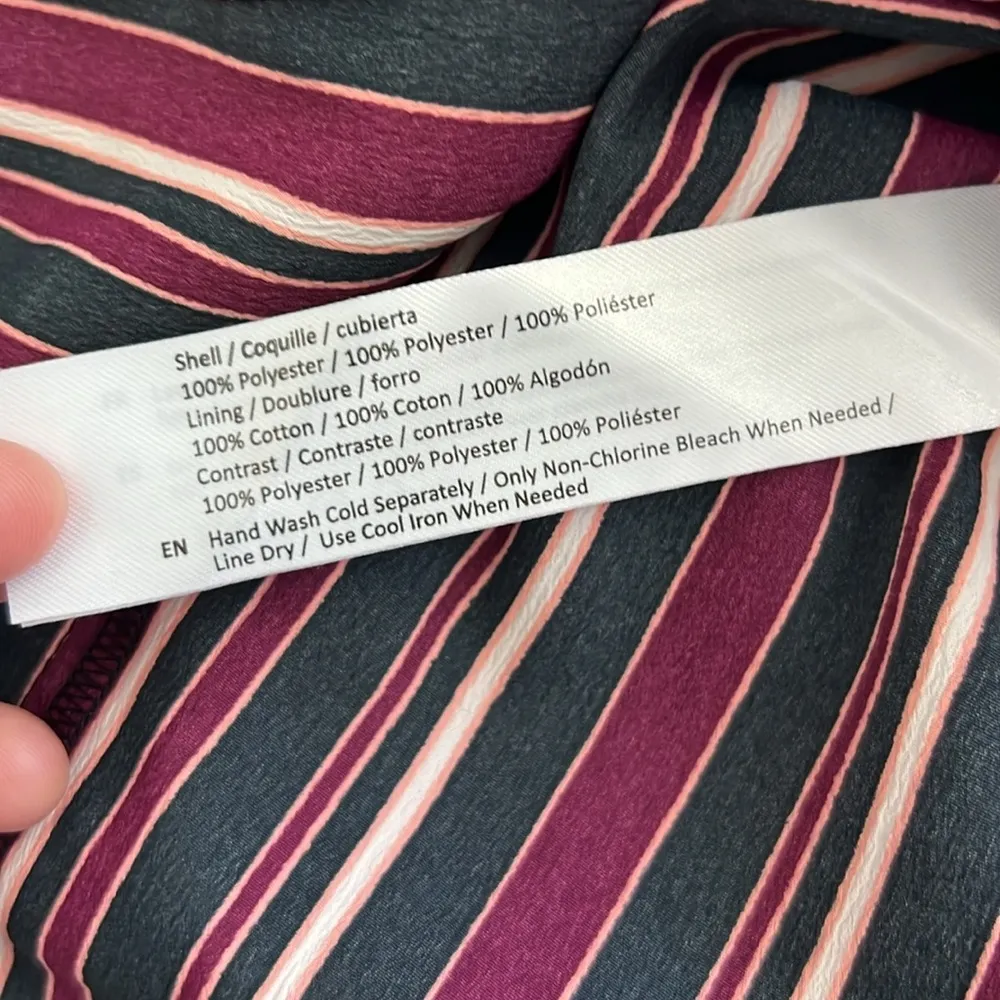 Shell / Coquille / cubierta
100% Polyester / 100% Polyester / 100% Poliéster
Lining / Doublure / forro
100% Cotton / 100% Coton / 100% Algodón
Contrast / Contraste / contraste
100% Polyester / 100% Polyester / 100% Poliéster
EN Hand Wash Cold Separately / Only Non-Chlorine Bleach When Needed /
Line Dry / Use Cool Iron When Needed